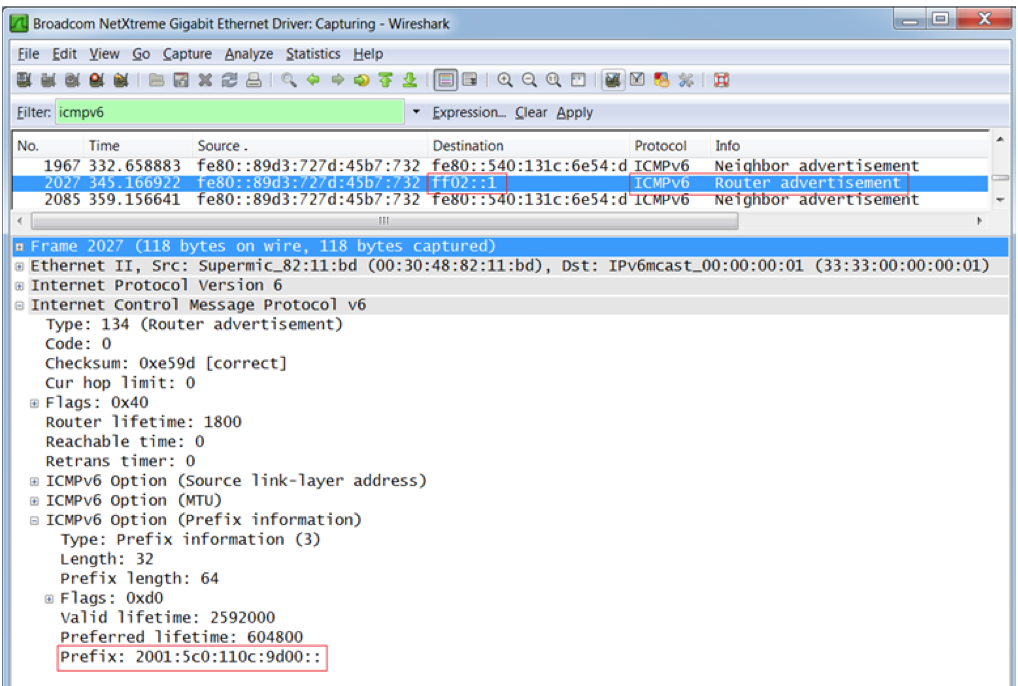 Broadcom NetXtreme Gigabit Ethernet Driver: Capturing - Wireshark
File Edit View Go Capture Analyze Statistics Help
Filter: icmpv6 Expression... Clear Apply
No. Time Source . Destination Protocol Info
1967 332.658883 fe80::89d3:727d:45b7:732 fe80::540:131c:6e54:d ICMPv6 Neighbor advertisement
2027 345.166922 fe80::89d3:727d:45b7:732 ff02::1 ICMPv6 Router advertisement
2085 359.156641 fe80::89d3:727d:45b7:732 fe80::540:131c:6e54:d ICMPv6 Neighbor advertisement
Frame 2027 (118 bytes on wire, 118 bytes captured)
Ethernet II, Src: Supermic_82:11:bd (00:30:48:82:11:bd), Dst: IPv6mcast_00:00:00:01 (33:33:00:00:00:01)
Internet Protocol Version 6
Internet Control Message Protocol v6
Type: 134 (Router advertisement)
Code: 0
Checksum: 0xe59d [correct]
Cur hop limit: 0
Flags: 0x40
Router lifetime: 1800
Reachable time: 0
Retrans timer: 0
ICMPv6 Option (Source link-layer address)
ICMPv6 Option (MTU)
ICMPv6 Option (Prefix information)
Type: Prefix information (3)
Length: 32
Prefix length: 64
Flags: 0xd0
Valid lifetime: 2592000
Preferred lifetime: 604800
Prefix: 2001:5c0:110c:9d00::